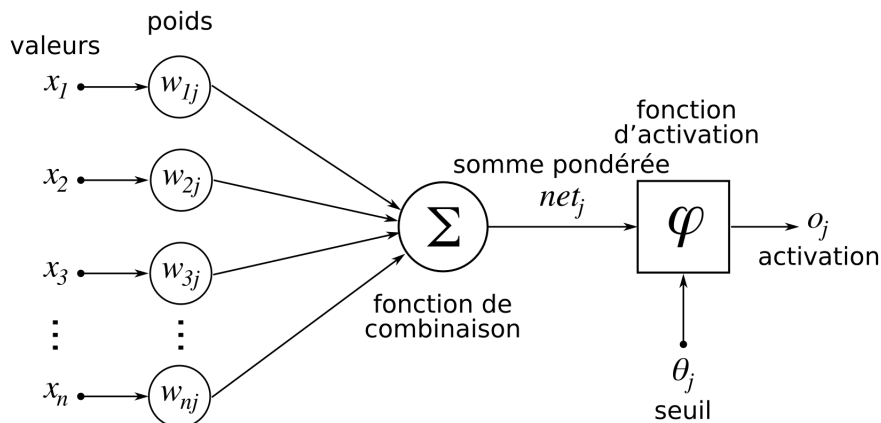 poids
valeurs
x₁
w₁ⱼ
x₂
w₂ⱼ
x₃
w₃ⱼ
xₙ
wₙⱼ
Σ
fonction de
combinaison
somme pondérée
netⱼ
fonction
d’activation
φ
oⱼ
activation
θⱼ
seuil